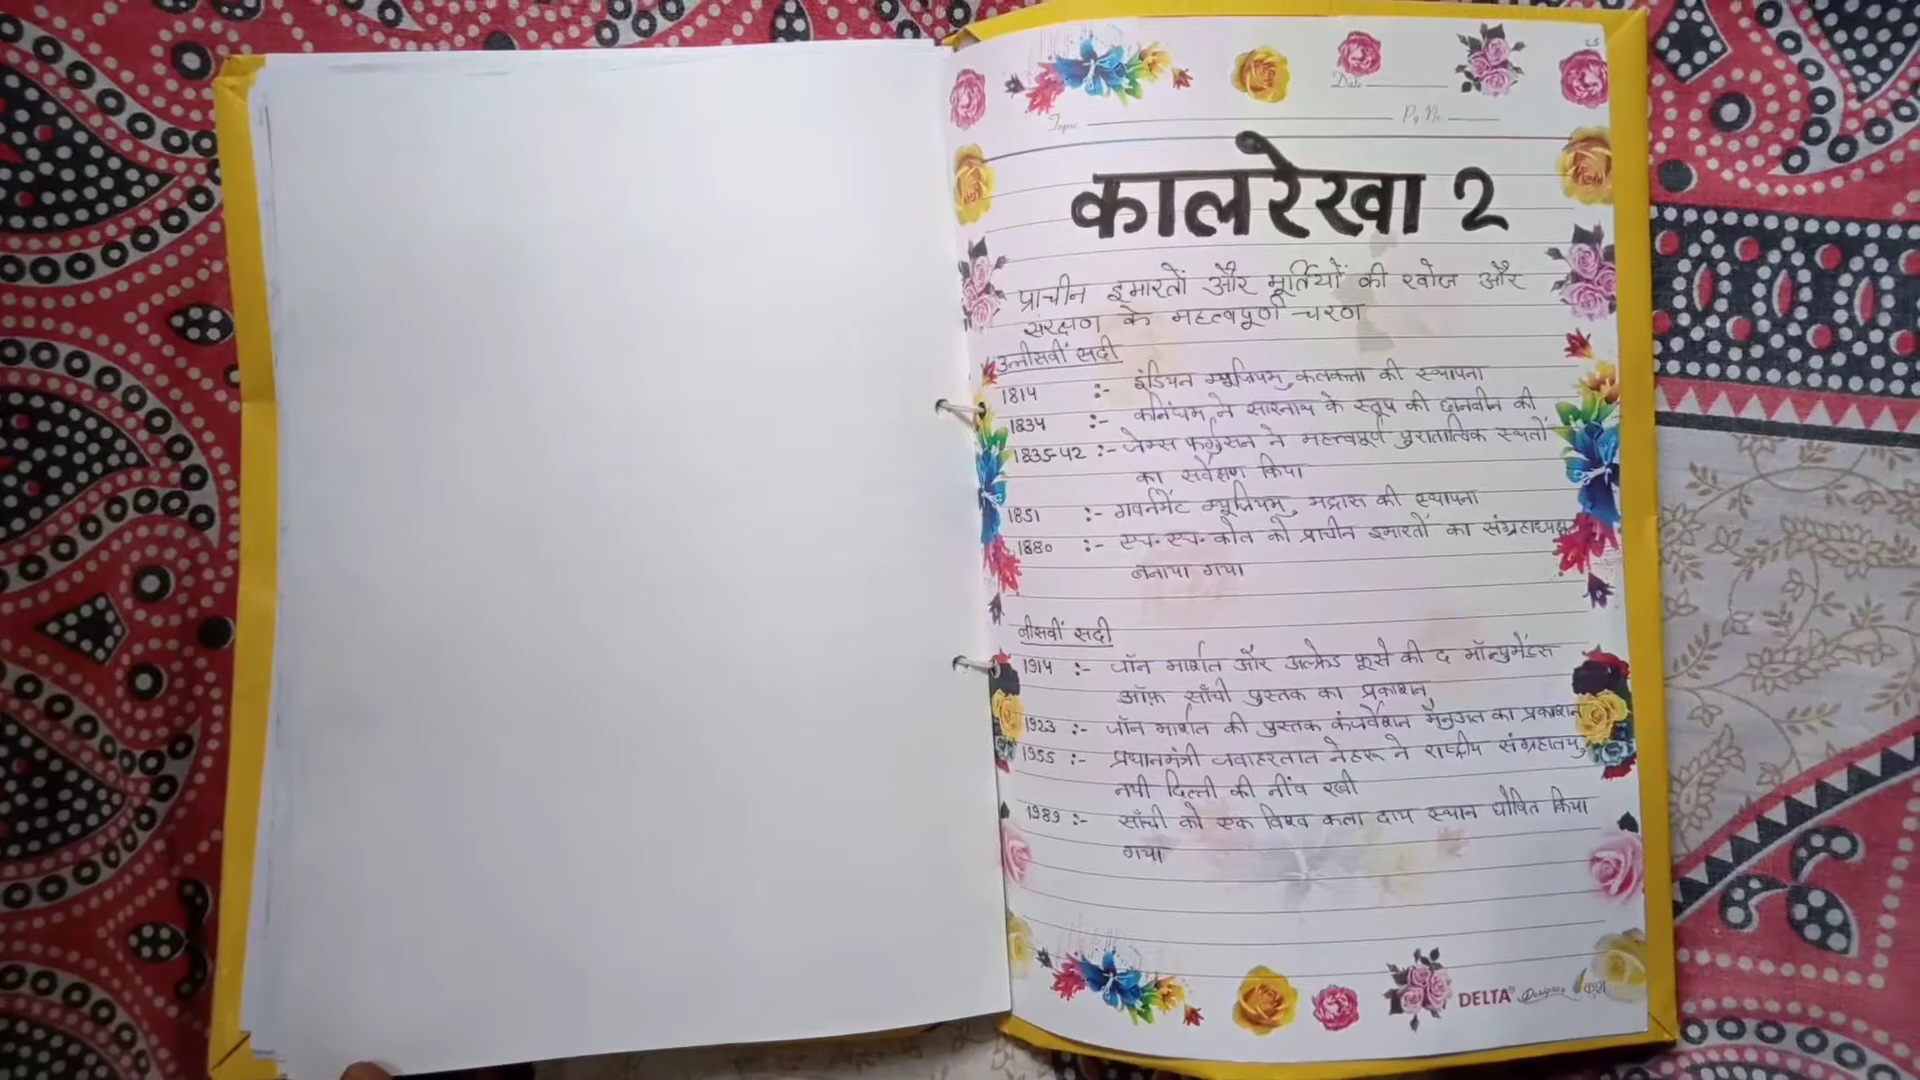 25
Date
Topic Pg No
कालरेखा 2
प्राचीन इमारतों और मूर्तियों की खोज और
संरक्षण के महत्वपूर्ण चरण
उन्नीसवीं सदी
1814 :- इंडियन म्यूजियम, कलकत्ता की स्थापना
1834 :- कनिंघम ने सारनाथ के स्तूप की छानबीन की
1835-42 :- जेम्स फर्गुसन ने महत्त्वपूर्ण पुरातात्विक स्थलों
का सर्वेक्षण किया
1851 :- गवर्नमेंट म्यूजियम, मद्रास की स्थापना
1880 :- एच. एच. कोल को प्राचीन इमारतों का संग्रहाध्यक्ष
बनाया गया
बीसवीं सदी
1914 :- जॉन मार्शल और अल्फ्रेड फूसे की द मॉन्युमेंट्स
ऑफ़ साँची पुस्तक का प्रकाशन
1923 :- जॉन मार्शल की पुस्तक कंजर्वेशन मैनुअल का प्रकाशन
1955 :- प्रधानमंत्री जवाहरलाल नेहरू ने राष्ट्रीय संग्रहालय,
नयी दिल्ली की नींव रखी
1989 :- साँची को एक विश्व कला दाय स्थान घोषित किया
गया
DELTA Designer